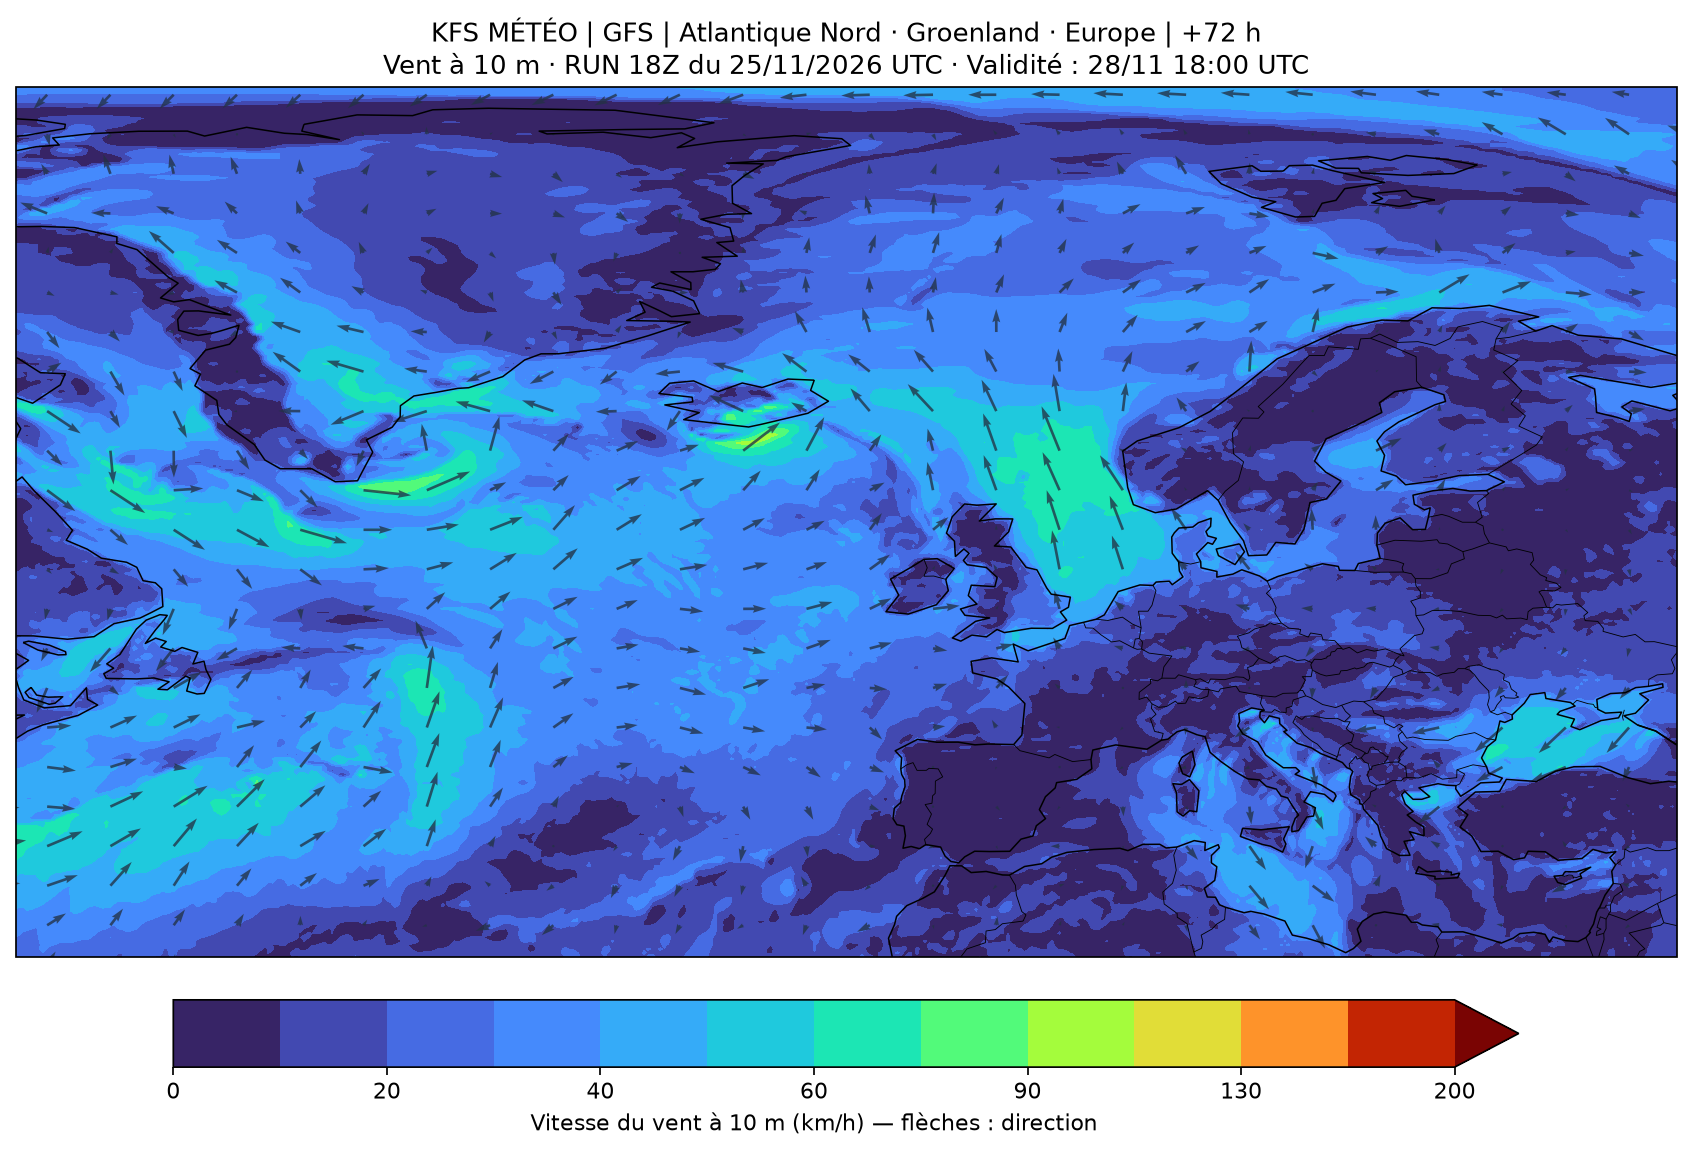 KFS MÉTÉO | GFS | Atlantique Nord · Groenland · Europe | +72 h
Vent à 10 m · RUN 18Z du 25/11/2026 UTC · Validité : 28/11 18:00 UTC
0 20 40 60 90 130 200
Vitesse du vent à 10 m (km/h) — flèches : direction